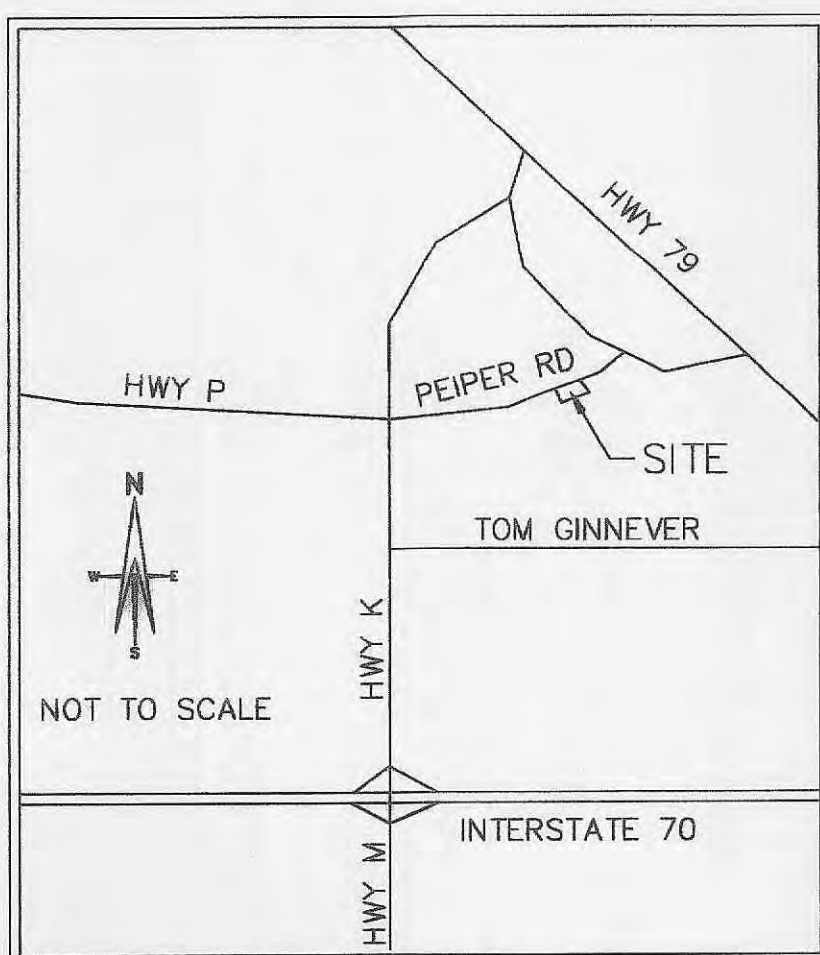 HWY 79
HWY P
PEIPER RD
SITE
N
W
E
S
TOM GINNEVER
HWY K
NOT TO SCALE
INTERSTATE 70
HWY M